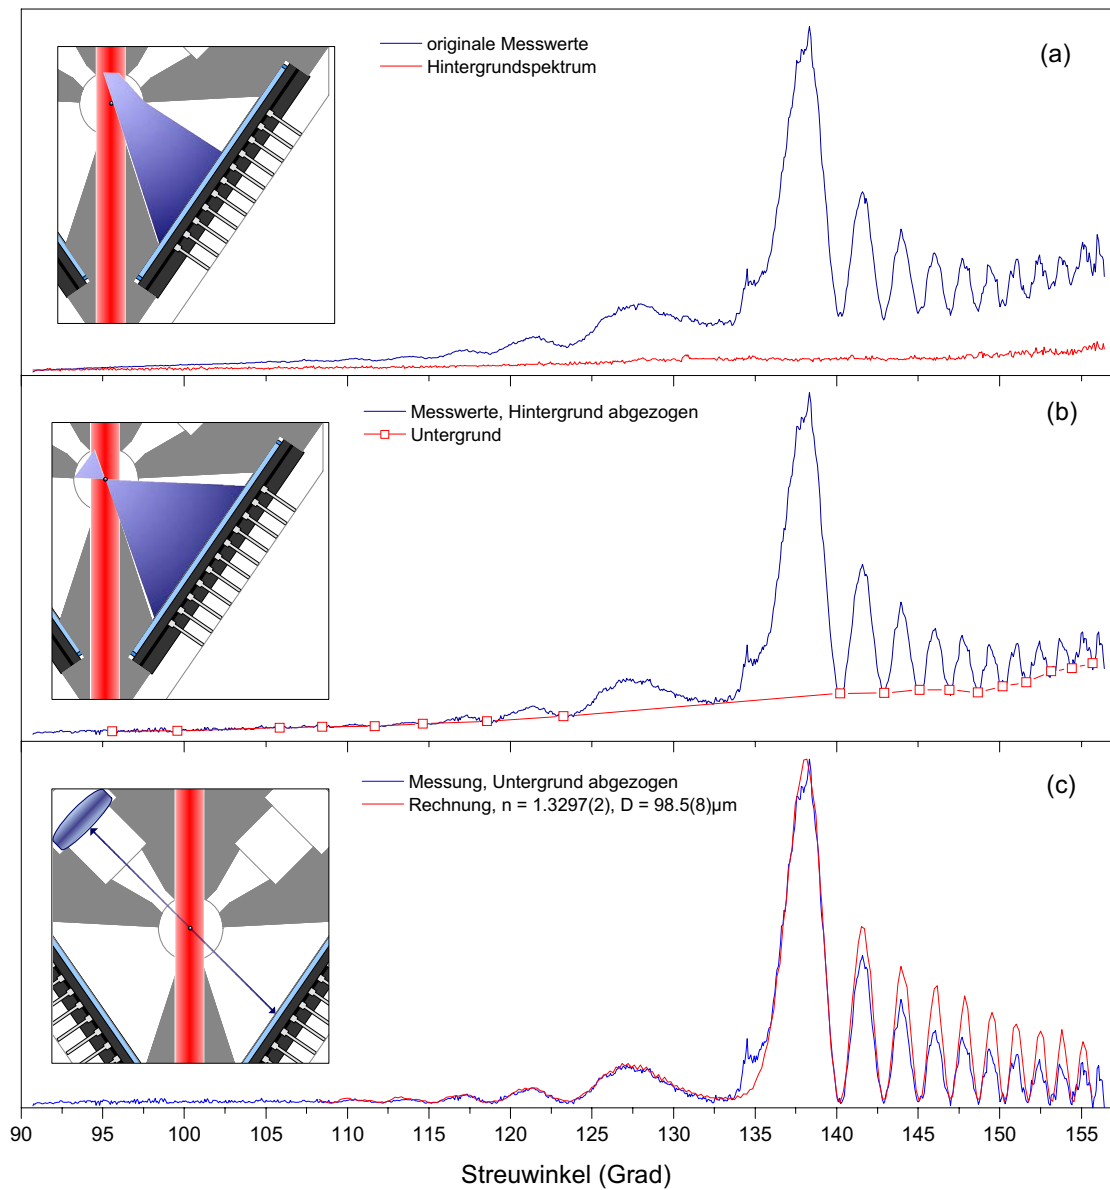 originale Messwerte
Hintergrundspektrum
(a)
Messwerte, Hintergrund abgezogen
Untergrund
(b)
Messung, Untergrund abgezogen
Rechnung, n = 1.3297(2), D = 98.5(8)µm
(c)
90 95 100 105 110 115 120 125 130 135 140 145 150 155
Streuwinkel (Grad)